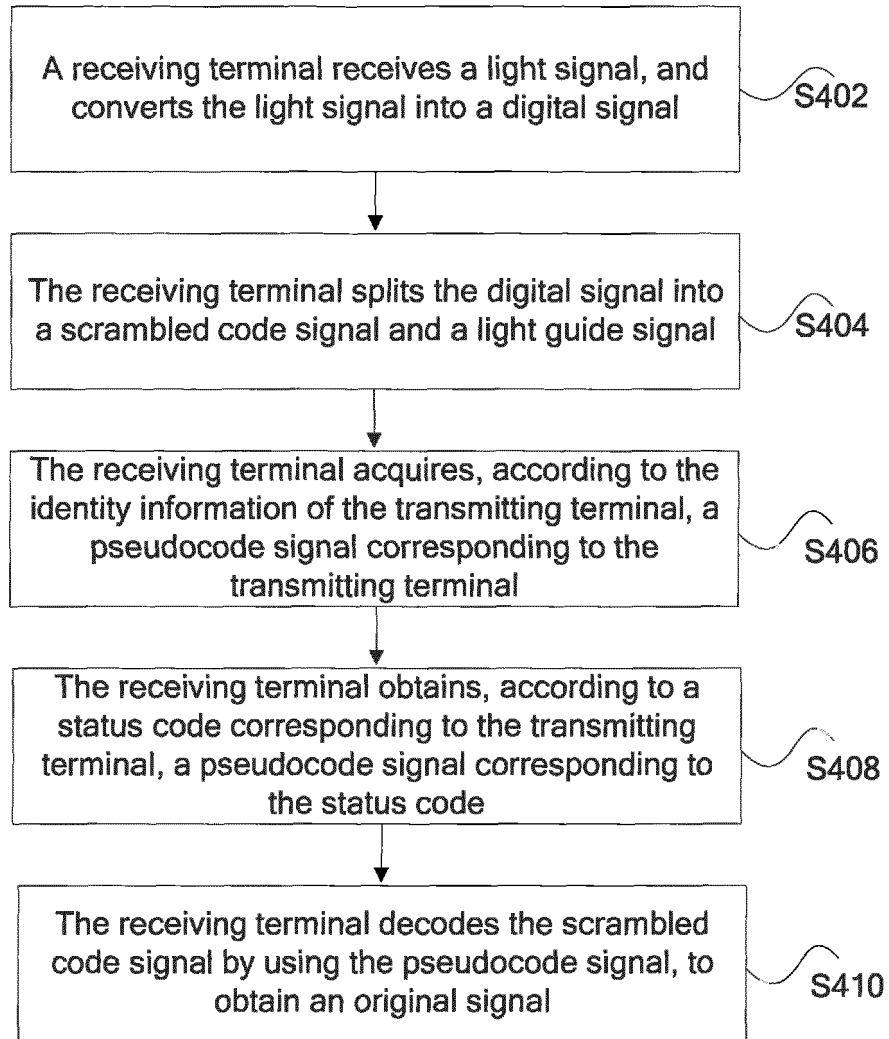 A receiving terminal receives a light signal, and
converts the light signal into a digital signal
S402
The receiving terminal splits the digital signal into
a scrambled code signal and a light guide signal
S404
The receiving terminal acquires, according to the
identity information of the transmitting terminal, a
pseudocode signal corresponding to the
transmitting terminal
S406
The receiving terminal obtains, according to a
status code corresponding to the transmitting
terminal, a pseudocode signal corresponding to
the status code
S408
The receiving terminal decodes the scrambled
code signal by using the pseudocode signal, to
obtain an original signal
S410